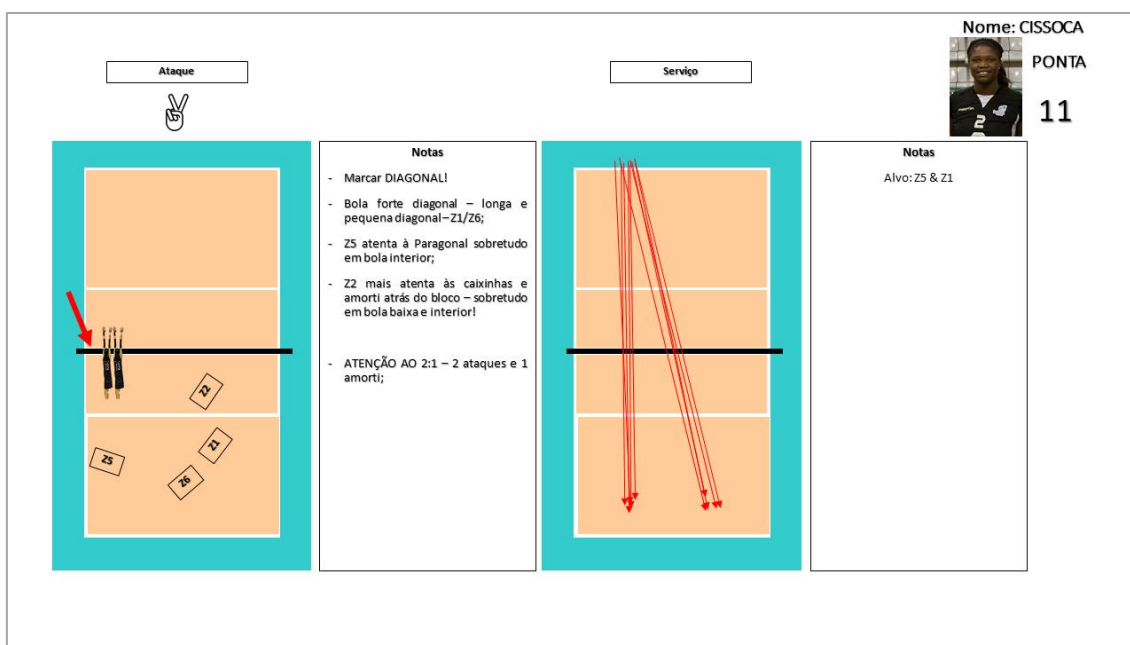 Nome: CISSOCA
PONTA
11
2
Ataque
Serviço
Notas
- Marcar DIAGONAL!
- Bola forte diagonal – longa e
pequena diagonal – Z1/Z6;
- Z5 atenta à Paragonal sobretudo
em bola interior;
- Z2 mais atenta às caixinhas e
amorti atrás do bloco – sobretudo
em bola baixa e interior!
- ATENÇÃO AO 2:1 – 2 ataques e 1
amorti;
Z2
Z1
Z5
Z6
Notas
Alvo: Z5 & Z1